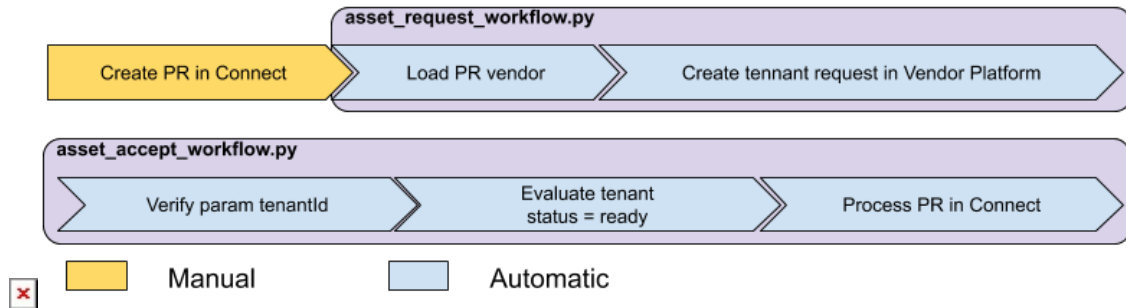 asset_request_workflow.py
Create PR in Connect
Load PR vendor
Create tennant request in Vendor Platform
asset_accept_workflow.py
Verify param tenantId
Evaluate tenant
status = ready
Process PR in Connect
Manual
Automatic